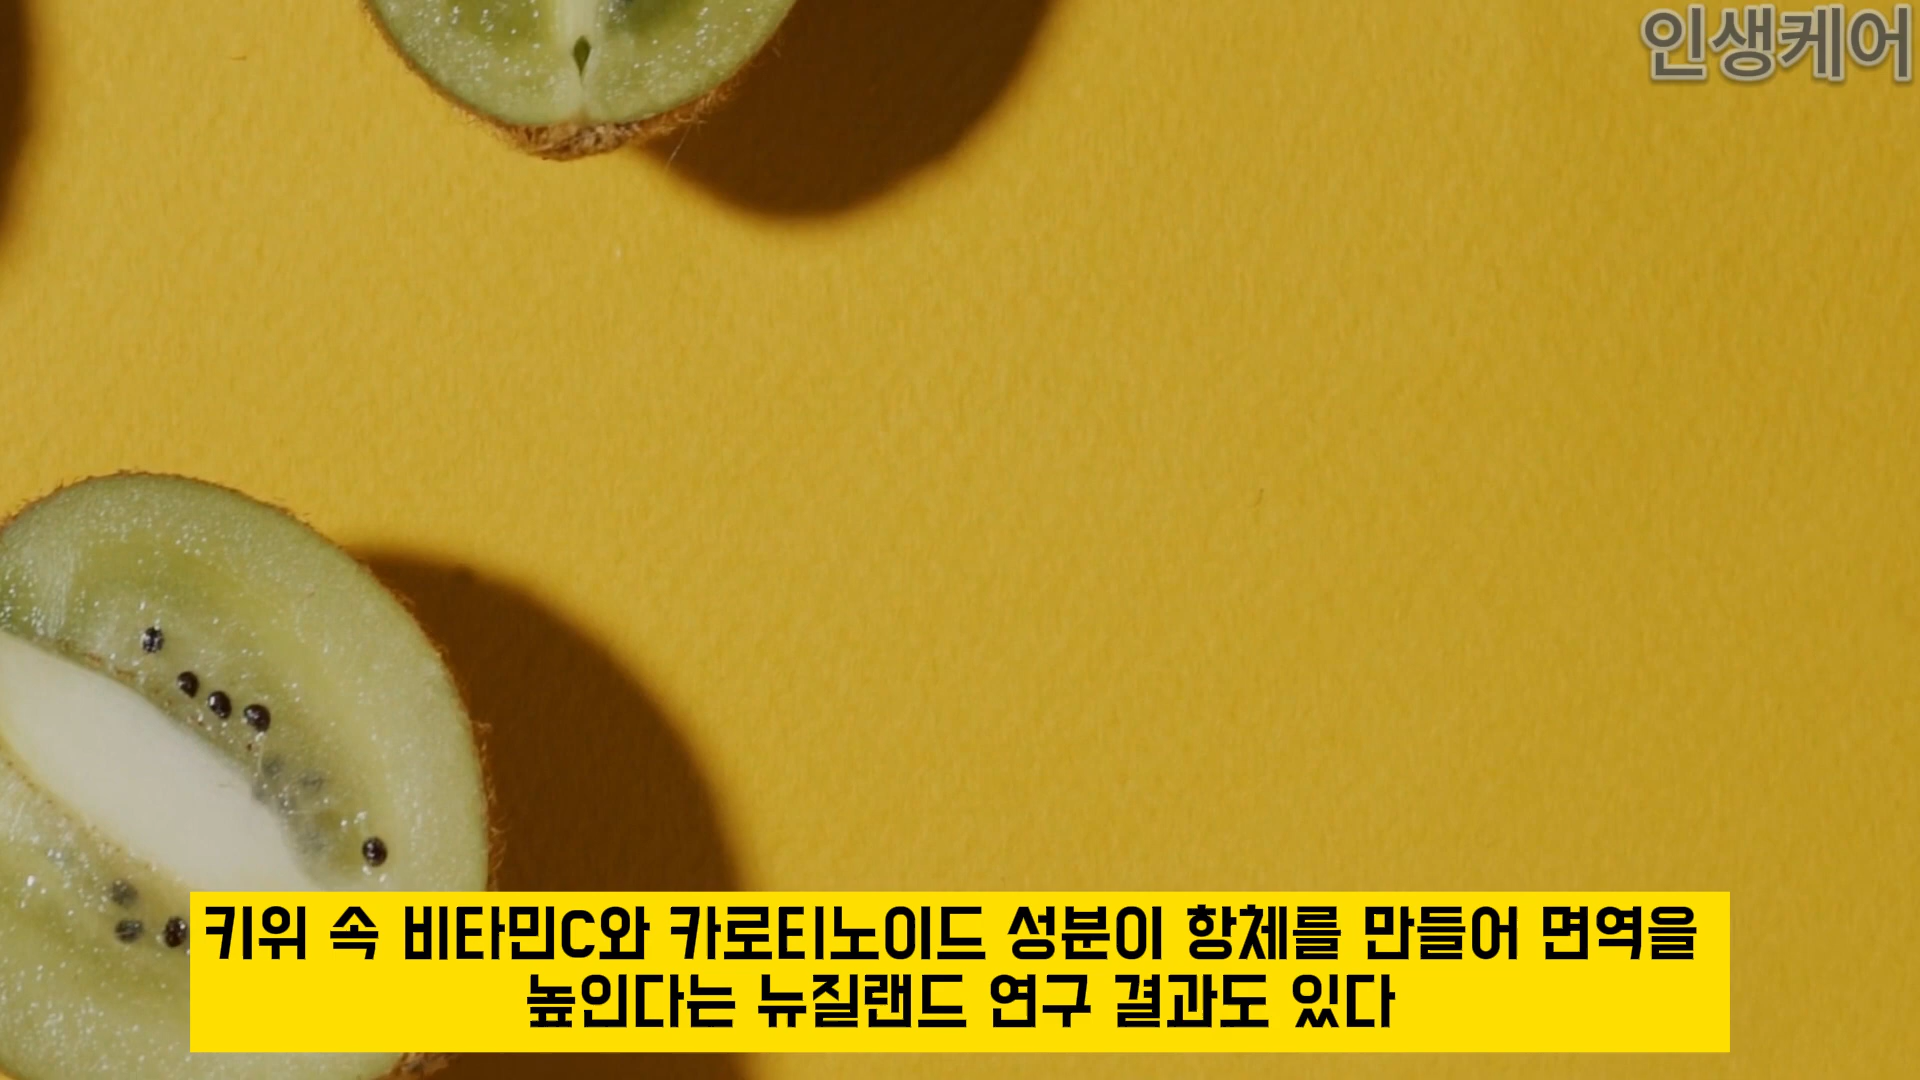 인생케어
키위 속 비타민C와 카로티노이드 성분이 항체를 만들어 면역을
높인다는 뉴질랜드 연구 결과도 있다